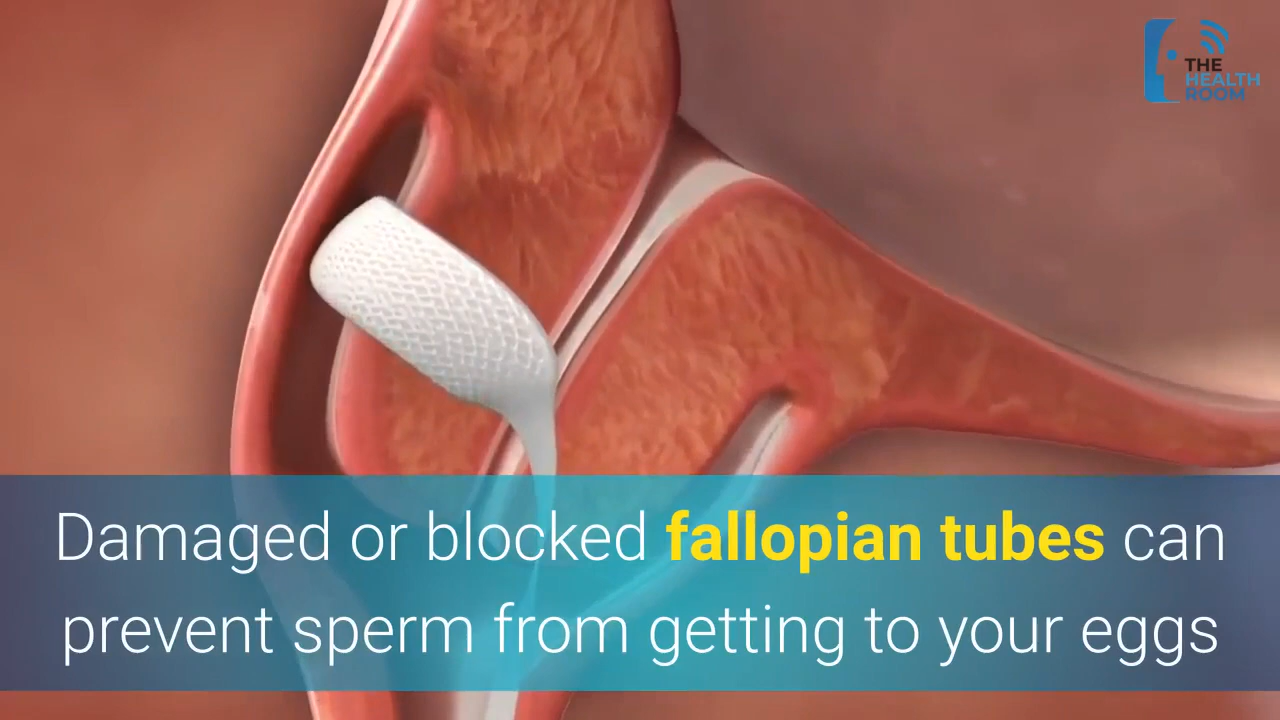 THE
HEALTH
ROOM
Damaged or blocked fallopian tubes can
prevent sperm from getting to your eggs